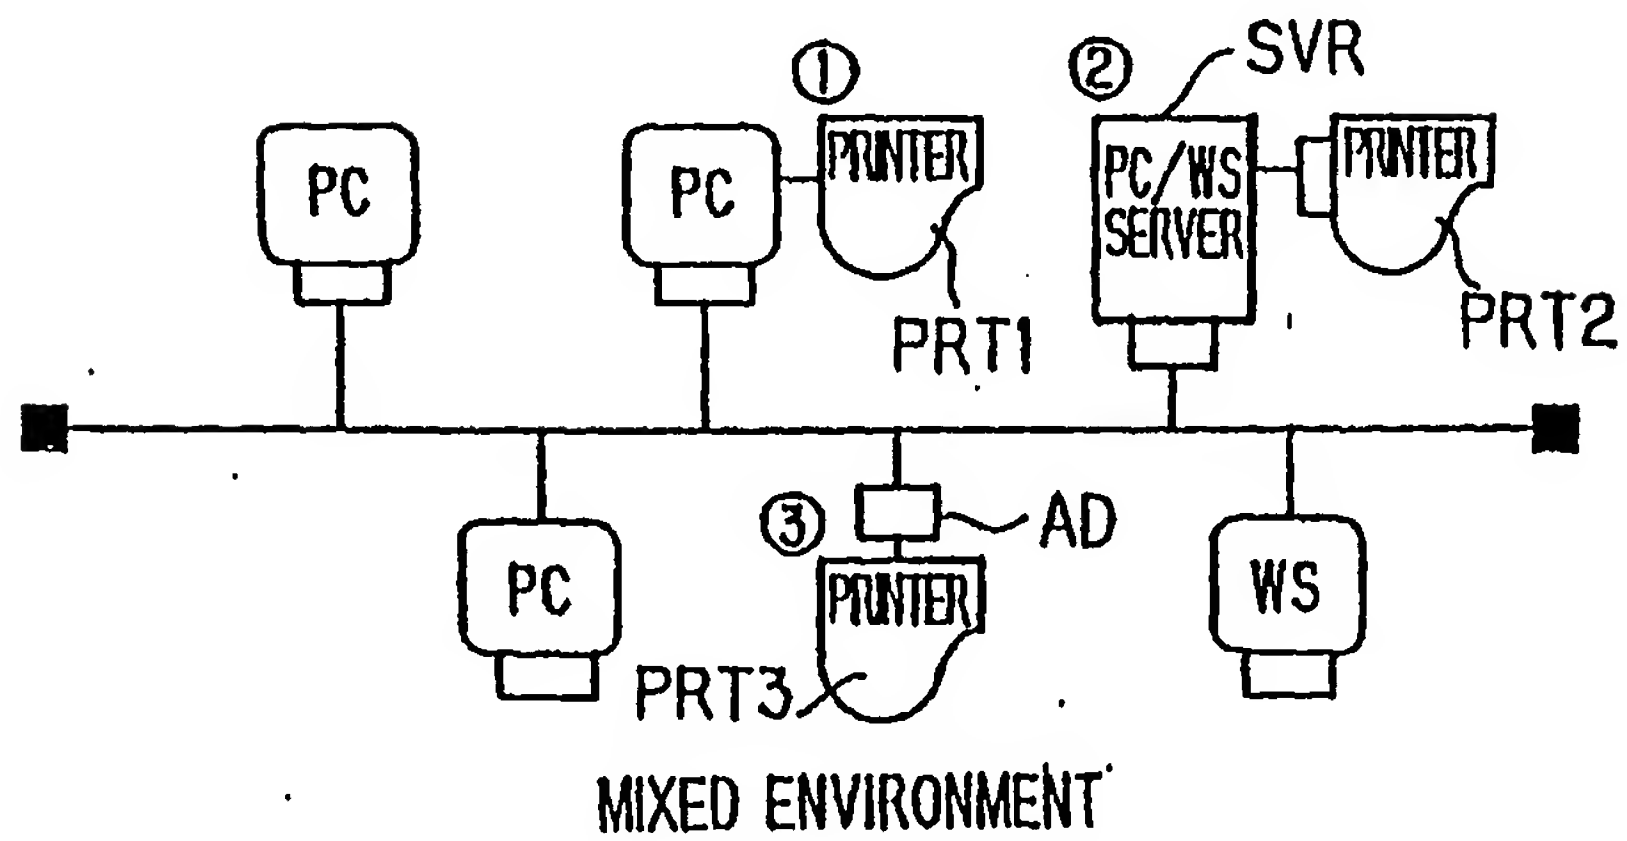 ① ② SVR
PC PC PRINTER PC/WS SERVER PRINTER
PRT1 PRT2
③ AD
PC PRINTER WS
PRT3
MIXED ENVIRONMENT